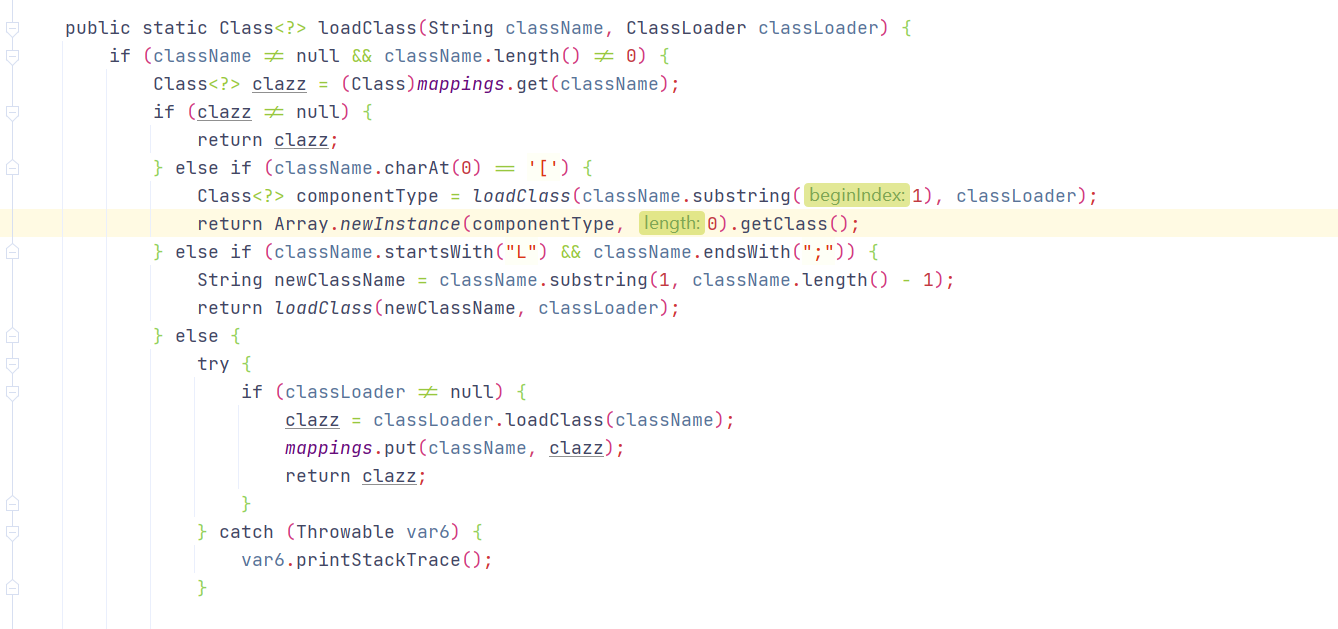 public static Class<?> loadClass(String className, ClassLoader classLoader) {
if (className ≠ null && className.length() ≠ 0) {
Class<?> clazz = (Class)mappings.get(className);
if (clazz ≠ null) {
return clazz;
} else if (className.charAt(0) == '[') {
Class<?> componentType = loadClass(className.substring( beginIndex: 1), classLoader);
return Array.newInstance(componentType, length: 0).getClass();
} else if (className.startsWith("L") && className.endsWith(";")) {
String newClassName = className.substring(1, className.length() - 1);
return loadClass(newClassName, classLoader);
} else {
try {
if (classLoader ≠ null) {
clazz = classLoader.loadClass(className);
mappings.put(className, clazz);
return clazz;
}
} catch (Throwable var6) {
var6.printStackTrace();
}